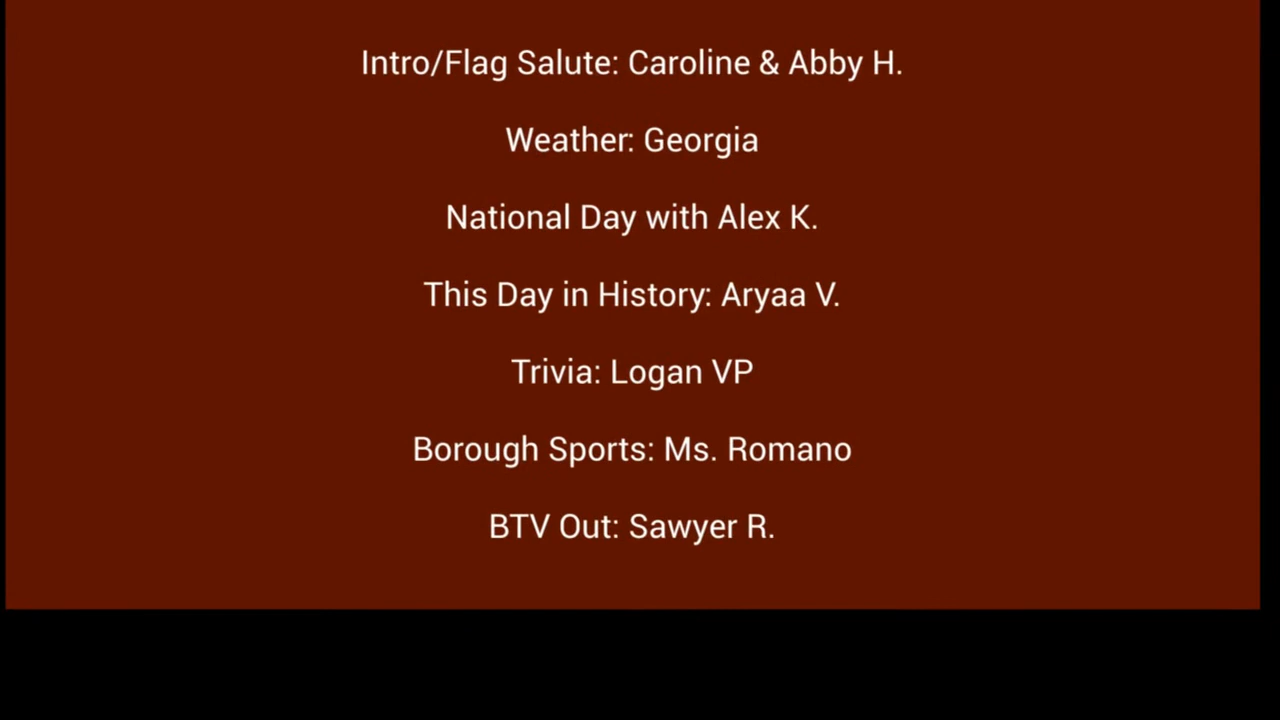 Intro/Flag Salute: Caroline & Abby H.
Weather: Georgia
National Day with Alex K.
This Day in History: Aryaa V.
Trivia: Logan VP
Borough Sports: Ms. Romano
BTV Out: Sawyer R.